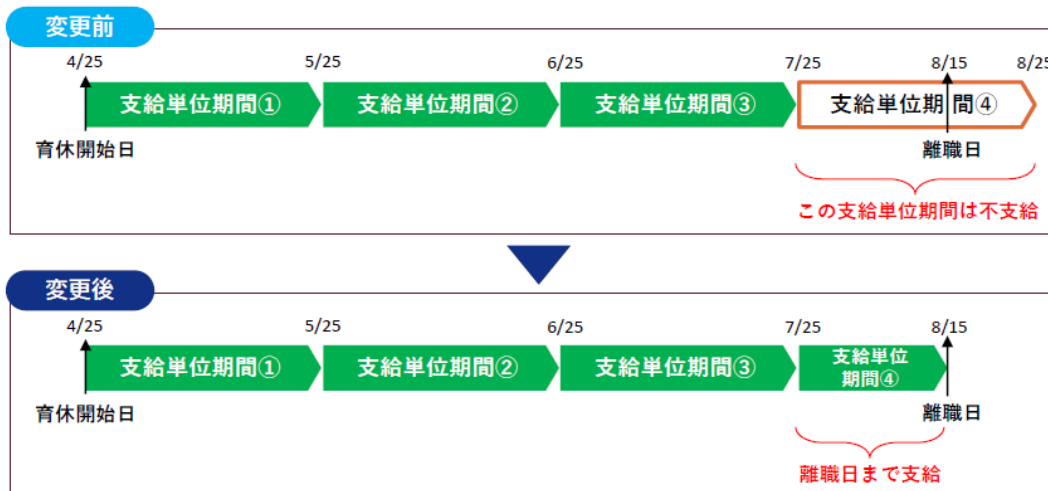 変更前
4/25 5/25 6/25 7/25 8/15 8/25
支給単位期間① 支給単位期間② 支給単位期間③ 支給単位期間④
育休開始日 離職日
この支給単位期間は不支給
変更後
4/25 5/25 6/25 7/25 8/15
支給単位期間① 支給単位期間② 支給単位期間③ 支給単位
期間④
育休開始日 離職日
離職日まで支給